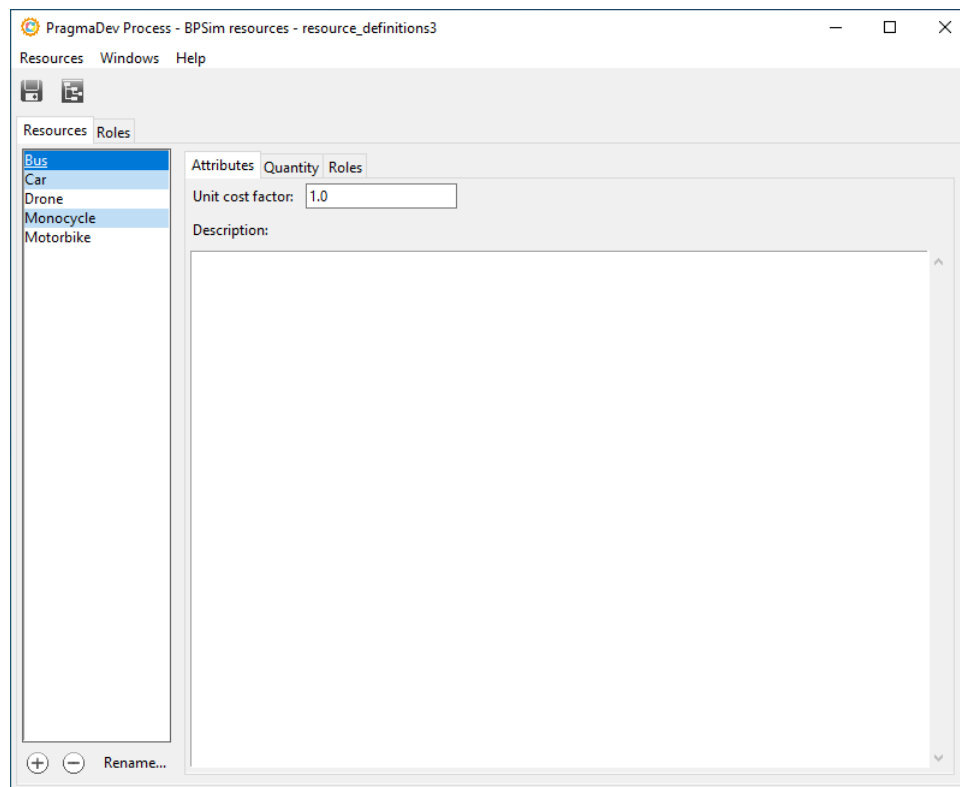 PragmaDev Process - BPSim resources - resource_definitions3
Resources Windows Help
Resources Roles
Bus
Car
Drone
Monocycle
Motorbike
Rename...
Attributes Quantity Roles
Unit cost factor: 1.0
Description: